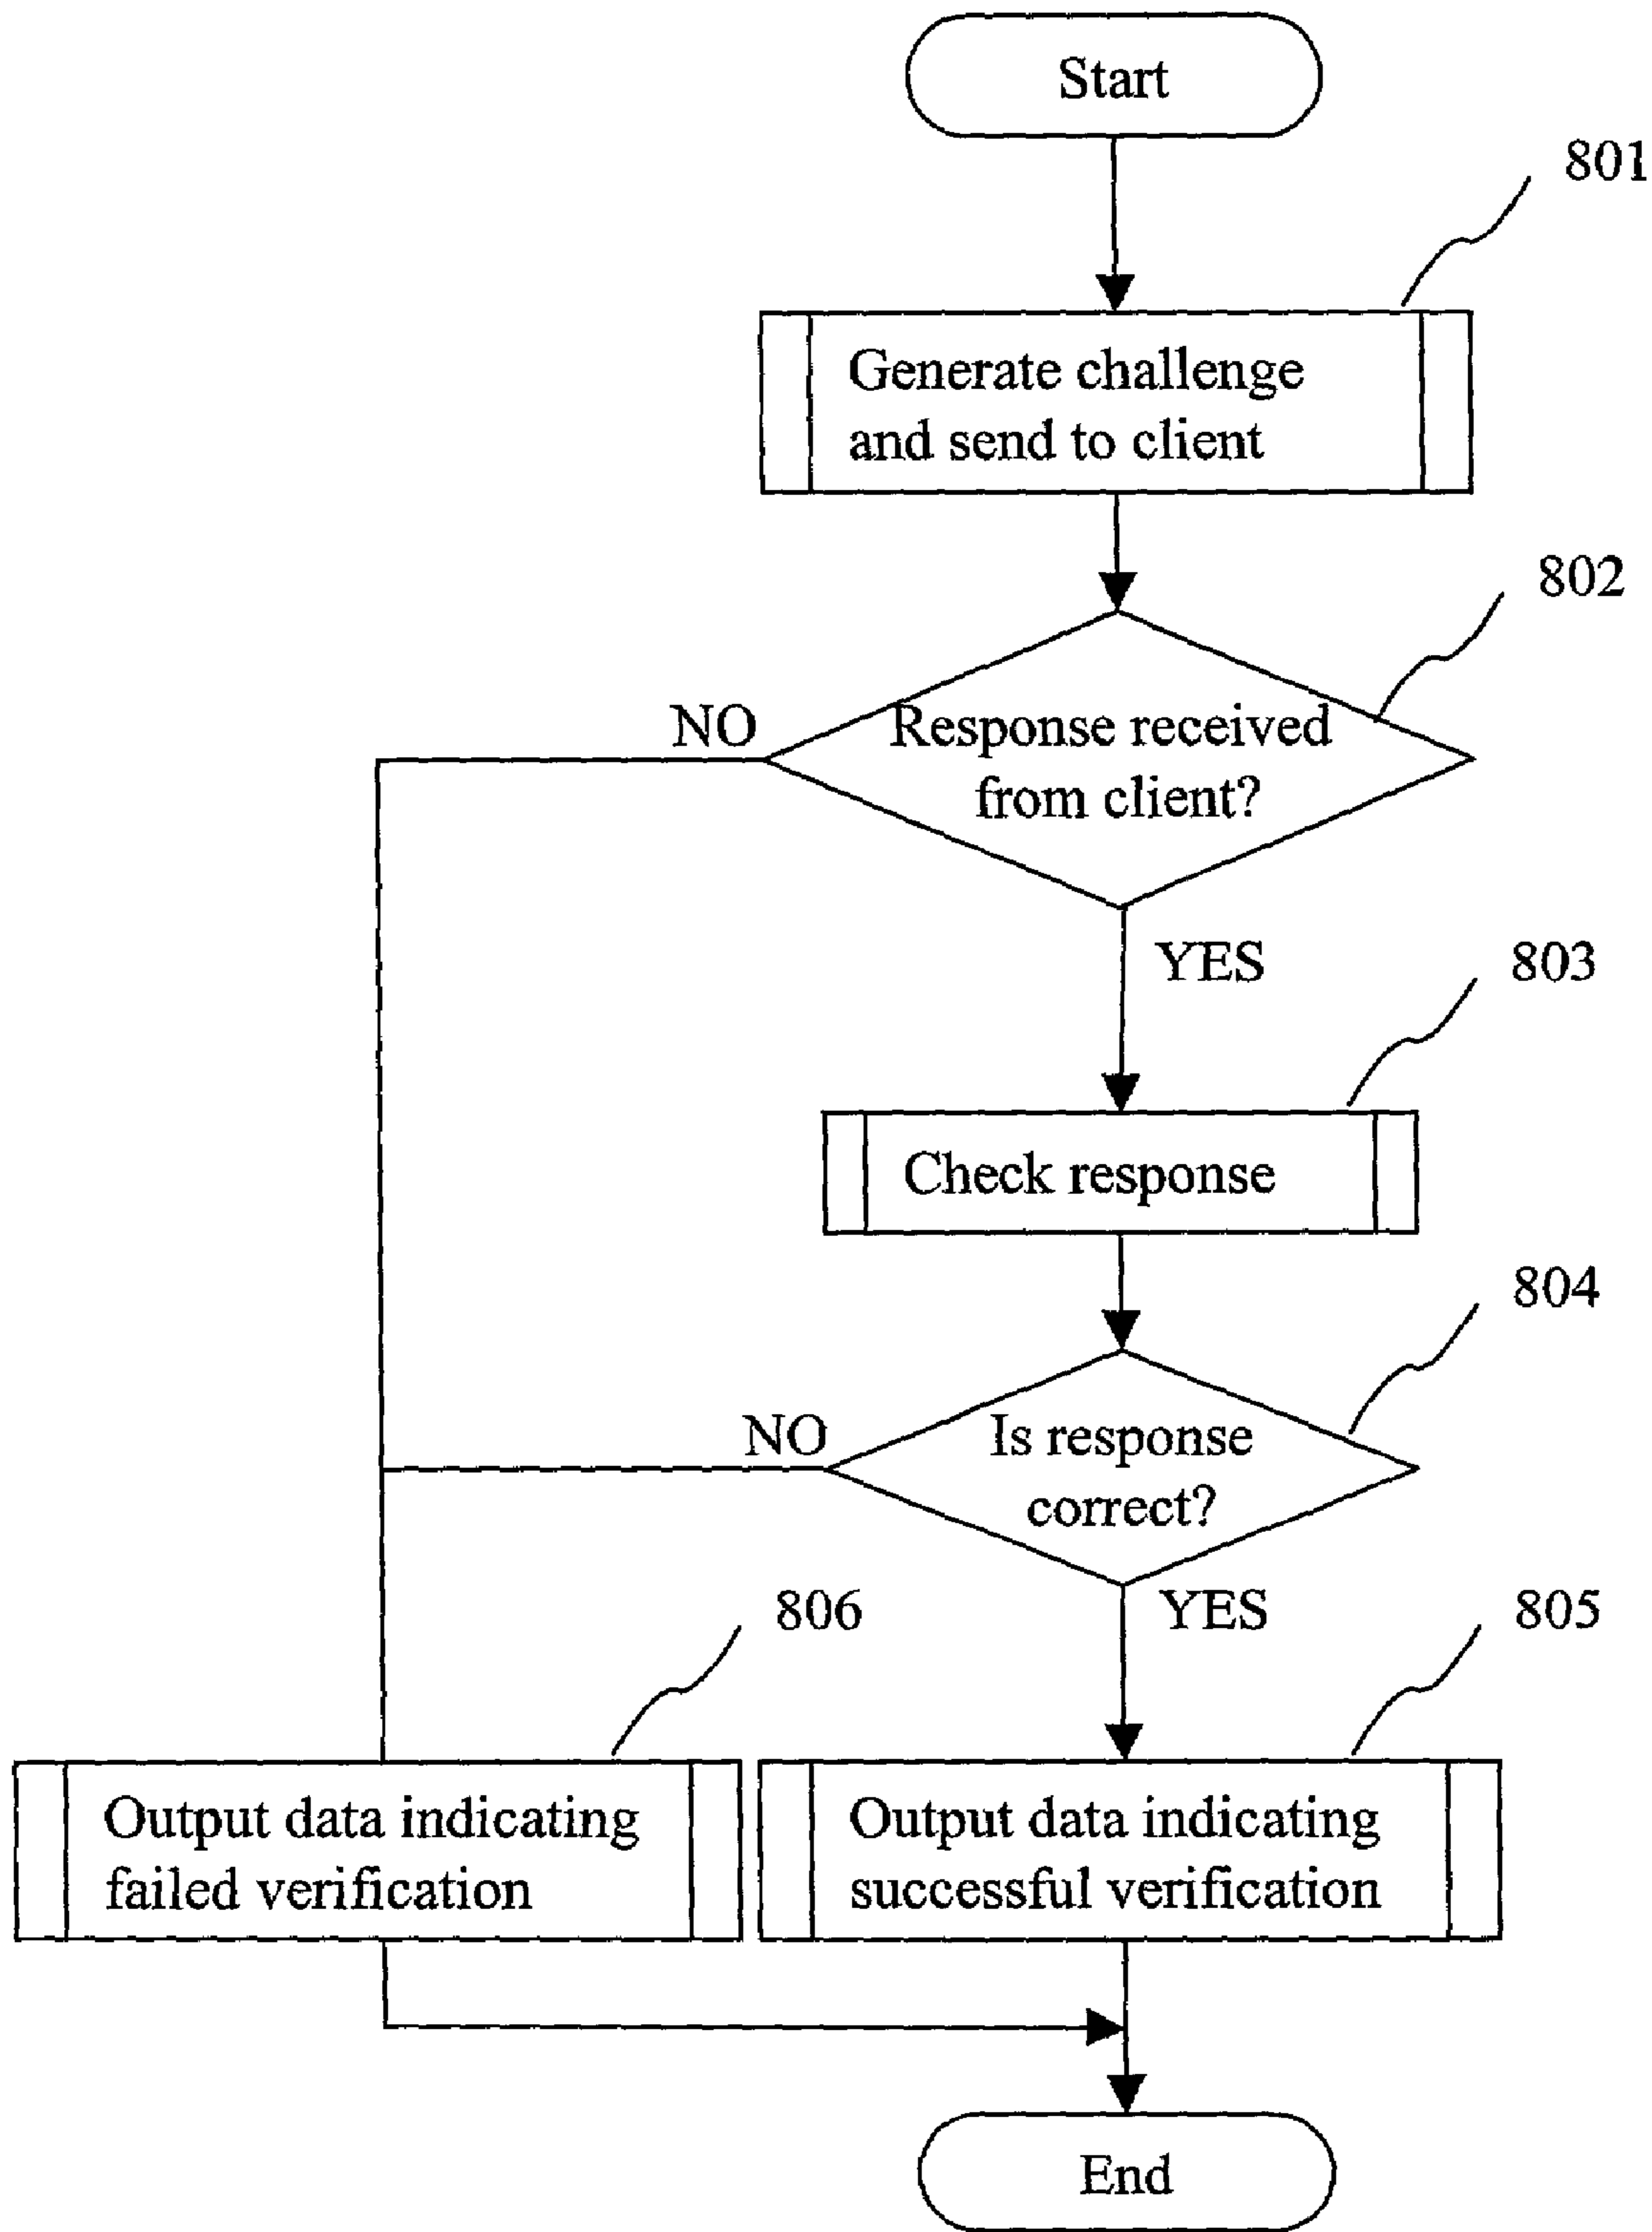 Start
801
Generate challenge
and send to client
802
NO
Response received
from client?
YES
803
Check response
804
NO
Is response
correct?
YES
806
805
Output data indicating
failed verification
Output data indicating
successful verification
End